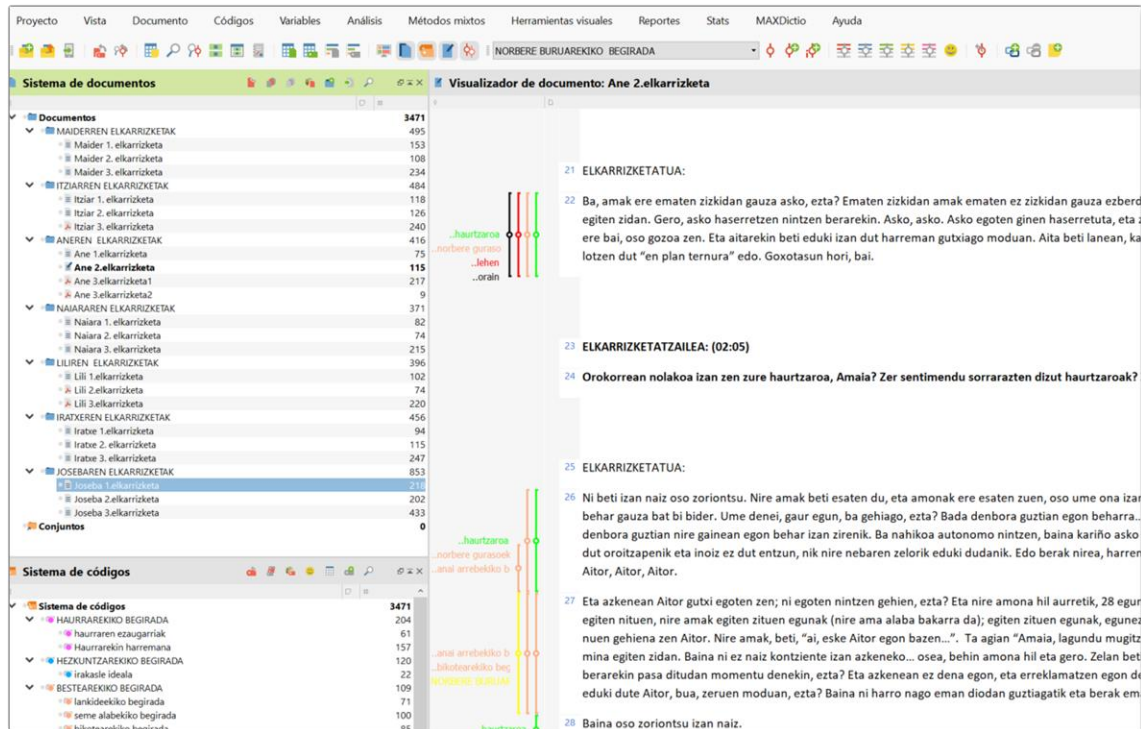 Proyecto Vista Documento Códigos Variables Análisis Métodos mixtos Herramientas visuales Reportes Stats MAXDictio Ayuda
NORBERE BURUAREKIKO BEGIRADA
Sistema de documentos
Documentos 3471
MAIDERREN ELKARRIZKETAK 495
Maider 1. elkarrizketa 153
Maider 2. elkarrizketa 108
Maider 3. elkarrizketa 234
ITZIARREN ELKARRIZKETAK 484
Itziar 1. elkarrizketa 118
Itziar 2. elkarrizketa 126
Itziar 3. elkarrizketa 240
ANEREN ELKARRIZKETAK 416
Ane 1.elkarrizketa 75
Ane 2.elkarrizketa 115
Ane 3.elkarrizketa1 217
Ane 3.elkarrizketa2 9
NAIARAREN ELKARRIZKETAK 371
Naiara 1. elkarrizketa 82
Naiara 2. elkarrizketa 74
Naiara 3. elkarrizketa 215
LILIREN ELKARRIZKETAK 396
Lili 1.elkarrizketa 102
Lili 2.elkarrizketa 74
Lili 3.elkarrizketa 220
IRATXEREN ELKARRIZKETAK 456
Iratxe 1.elkarrizketa 94
Iratxe 2. elkarrizketa 115
Iratxe 3. elkarrizketa 247
JOSEBAREN ELKARRIZKETAK 853
Joseba 1.elkarrizketa 218
Joseba 2.elkarrizketa 202
Joseba 3.elkarrizketa 433
Conjuntos 0
Sistema de códigos
Sistema de códigos 3471
HAURRAREKIKO BEGIRADA 204
haurraren ezaugarriak 61
Haurrarekin harremana 157
HEZKUNTZAREKIKO BEGIRADA 120
irakasle ideala 22
BESTEAREKIKO BEGIRADA 109
lankideekiko begirada 71
seme alabekiko begirada 100
bikotearekiko begirada 85
Visualizador de documento: Ane 2.elkarrizketa
21 ELKARRIZKETATUA:
22 Ba, amak ere ematen zizkidan gauza asko, ezta? Ematen zizkidan amak ematen ez zizkidan gauza ezberd
egiten zidan. Gero, asko haserretzen nintzen berarekin. Asko, asko. Asko egoten ginen haserretuta, eta z
ere bai, oso gozoa zen. Eta aitarekin beti eduki izan dut harreman gutxiago moduan. Aita beti lanean, ka
lotzen dut “en plan ternura” edo. Goxotasun hori, bai.
..haurtzaroa
..norbere guraso
..lehen
..orain
23 ELKARRIZKETATZAILEA: (02:05)
24 Orokorrean nolakoa izan zen zure haurtzaroa, Amaia? Zer sentimendu sorrarazten dizut haurtzaroak?
25 ELKARRIZKETATUA:
26 Ni beti izan naiz oso zoriontsu. Nire amak beti esaten du, eta amonak ere esaten zuen, oso ume ona izan
behar gauza bat bi bider. Ume denei, gaur egun, ba gehiago, ezta? Bada denbora guztian egon beharra..
denbora guztian nire gainean egon behar izan zirenik. Ba nahikoa autonomo nintzen, baina kariño asko
dut oroitzapenik eta inoiz ez dut entzun, nik nire nebaren zelorik eduki dudanik. Edo berak nirea, harren
Aitor, Aitor, Aitor.
..haurtzaroa
..norbere gurasoek
..anai arrebekiko b
27 Eta azkenean Aitor gutxi egoten zen; ni egoten nintzen gehien, ezta? Eta nire amona hil aurretik, 28 egun
egiten nituen, nire amak egiten zituen egunak (nire ama alaba bakarra da); egiten zituen egunak, egunez
nuen gehiena zen Aitor. Nire amak, beti, “ai, eske Aitor egon bazen...”. Ta agian “Amaia, lagundu mugitz
mina egiten zidan. Baina ni ez naiz kontziente izan azkeneko... osea, behin amona hil eta gero. Zelan beti
berarekin pasa ditudan momentu denekin, ezta? Eta azkenean ez dena egon, eta erreklamatzen egon de
eduki dute Aitor, bua, zeruen moduan, ezta? Baina ni harro nago eman diodan guztiagatik eta berak em
..anai arrebekiko b
..bikotearekiko beg
NORBERE BURUAR
28 Baina oso zoriontsu izan naiz.
..haurtzaroa